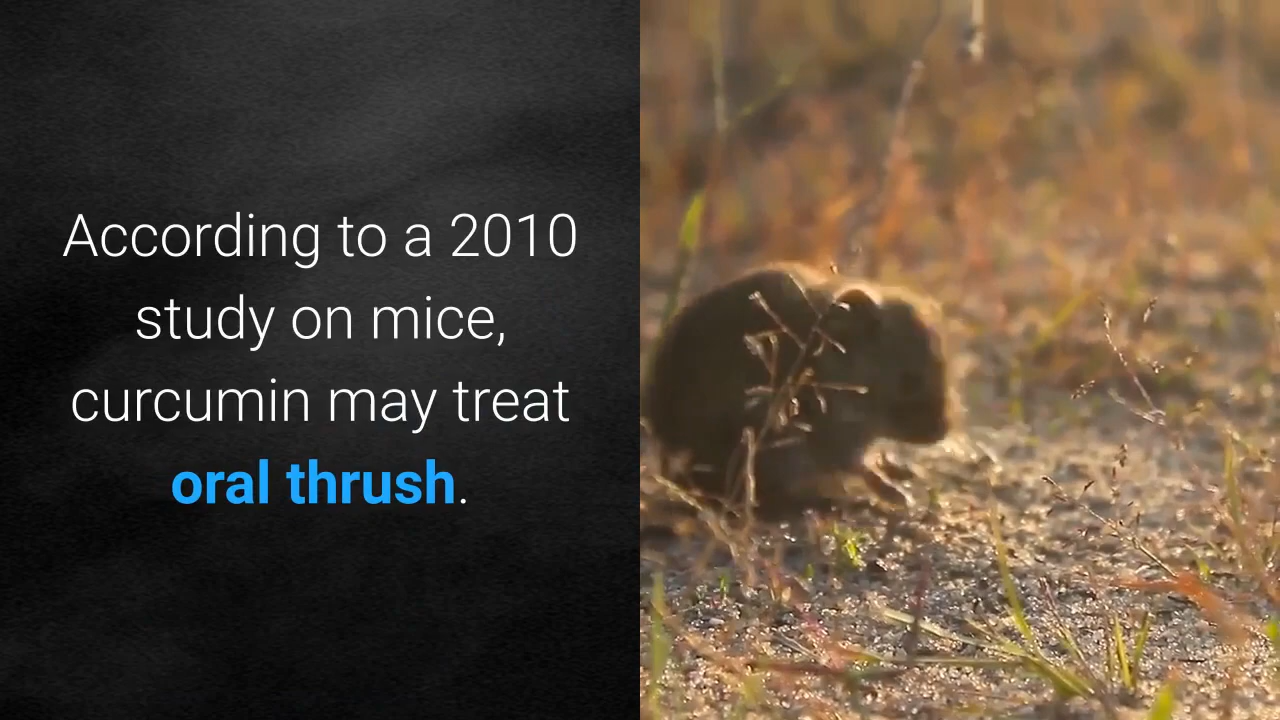 According to a 2010
study on mice,
curcumin may treat
oral thrush.